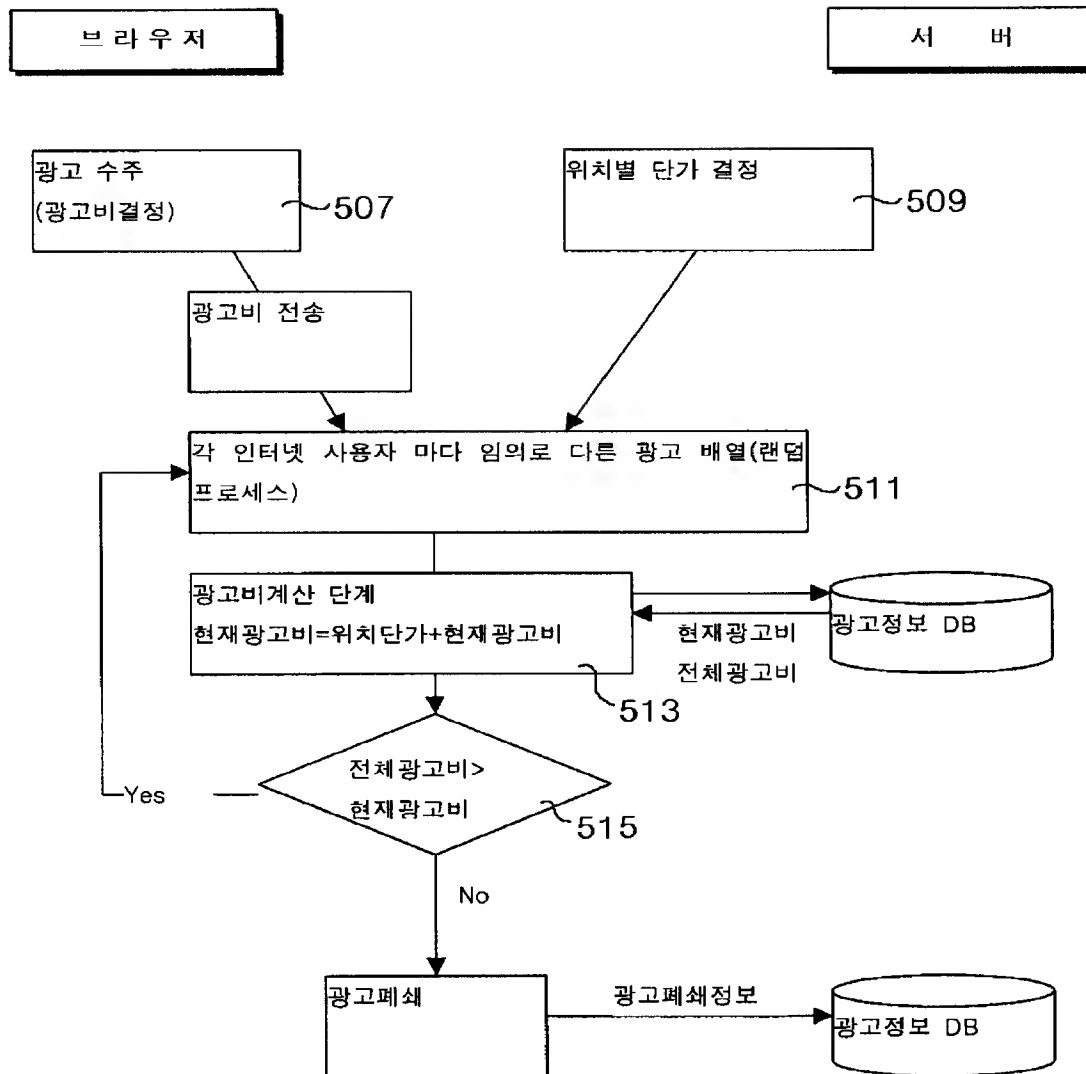 브 라 우 저
서 버
광고 수주
(광고비결정)
507
위치별 단가 결정
509
광고비 전송
각 인터넷 사용자 마다 임의로 다른 광고 배열(랜덤
프로세스)
511
광고비계산 단계
현재광고비=위치단가+현재광고비
513
현재광고비
전체광고비
광고정보 DB
전체광고비>
현재광고비
515
Yes
No
광고폐쇄
광고폐쇄정보
광고정보 DB